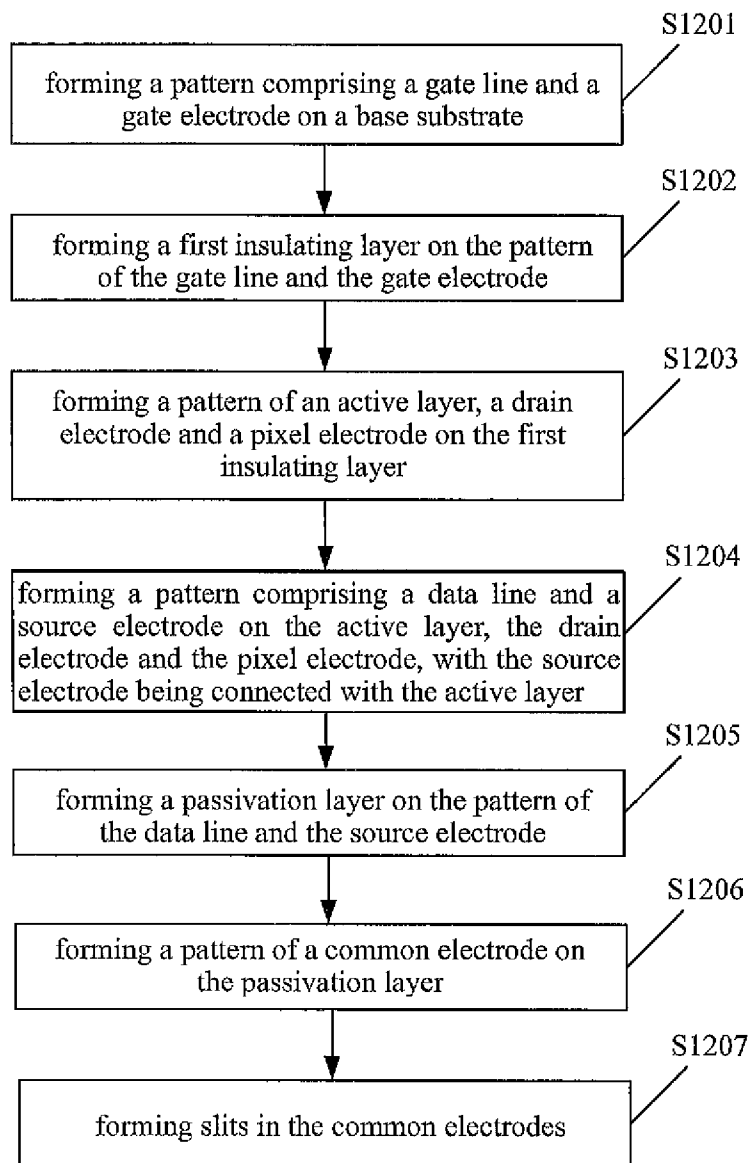 S1201
forming a pattern comprising a gate line and a
gate electrode on a base substrate
S1202
forming a first insulating layer on the pattern
of the gate line and the gate electrode
S1203
forming a pattern of an active layer, a drain
electrode and a pixel electrode on the first
insulating layer
S1204
forming a pattern comprising a data line and a
source electrode on the active layer, the drain
electrode and the pixel electrode, with the source
electrode being connected with the active layer
S1205
forming a passivation layer on the pattern of
the data line and the source electrode
S1206
forming a pattern of a common electrode on
the passivation layer
S1207
forming slits in the common electrodes